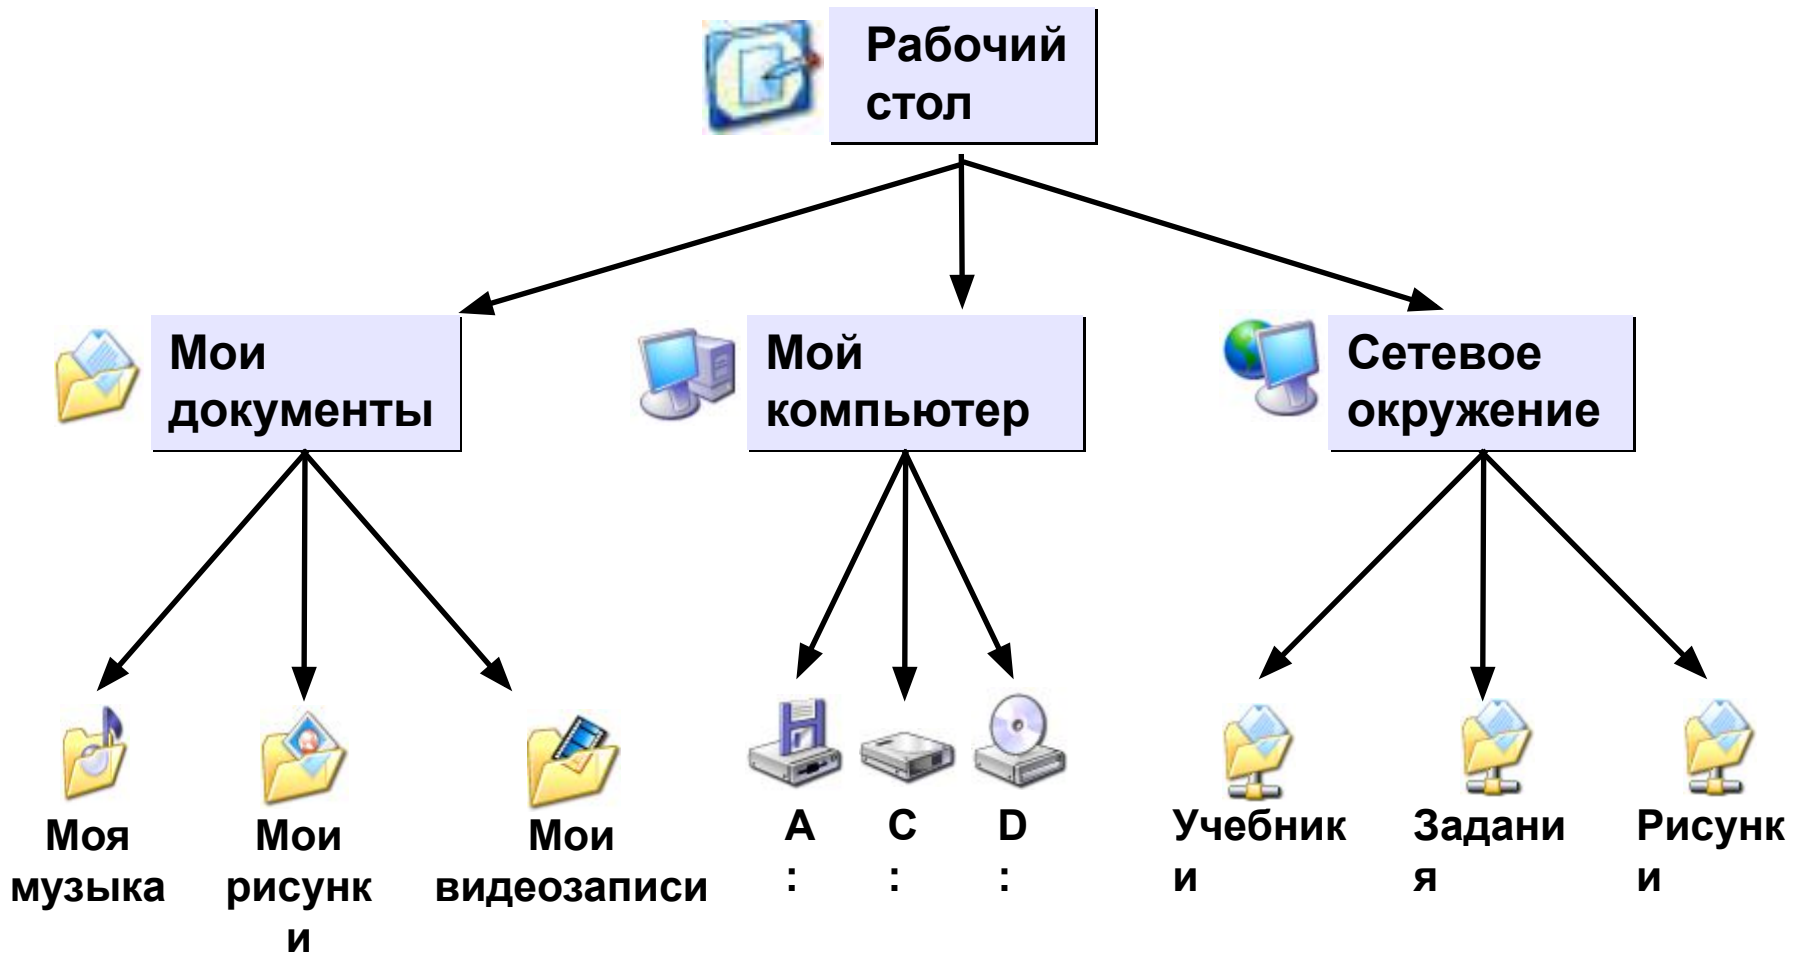 Рабочий
стол
Мои
документы
Мой
компьютер
Сетевое
окружение
Моя
музыка
Мои
рисунк
и
Мои
видеозаписи
A
:
C
:
D
:
Учебник
и
Задани
я
Рисунк
и